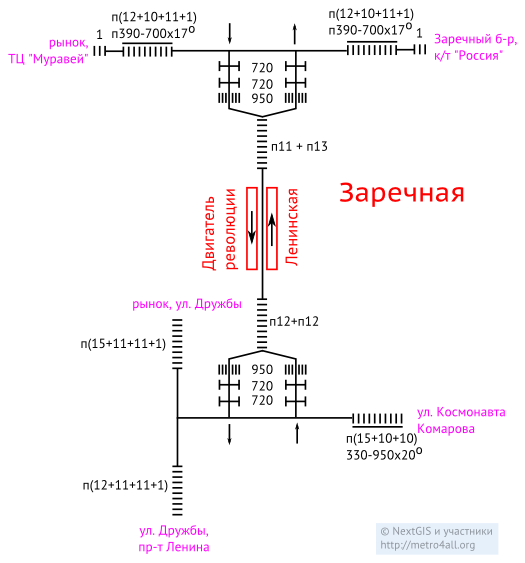 п(12+10+11+1)
п390-700х17º
п(12+10+11+1)
п390-700х17º
рынок,
ТЦ "Муравей"
1
1
Заречный б-р,
к/т "Россия"
720
720
950
п11 + п13
Заречная
Двигатель
революции
Ленинская
рынок, ул. Дружбы
п12+п12
п(15+11+11+1)
950
720
720
ул. Космонавта
Комарова
п(15+10+10)
330-950х20º
п(12+11+11+1)
ул. Дружбы,
пр-т Ленина
© NextGIS и участники
http://metro4all.org